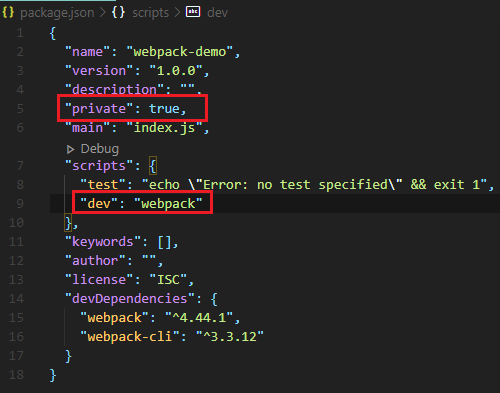 {} package.json > {} scripts > abc dev
1 {
2 "name": "webpack-demo",
3 "version": "1.0.0",
4 "description": "",
5 "private": true,
6 "main": "index.js",
Debug
7 "scripts": {
8 "test": "echo \"Error: no test specified\" && exit 1",
9 "dev": "webpack"
10 },
11 "keywords": [],
12 "author": "",
13 "license": "ISC",
14 "devDependencies": {
15 "webpack": "^4.44.1",
16 "webpack-cli": "^3.3.12"
17 }
18 }